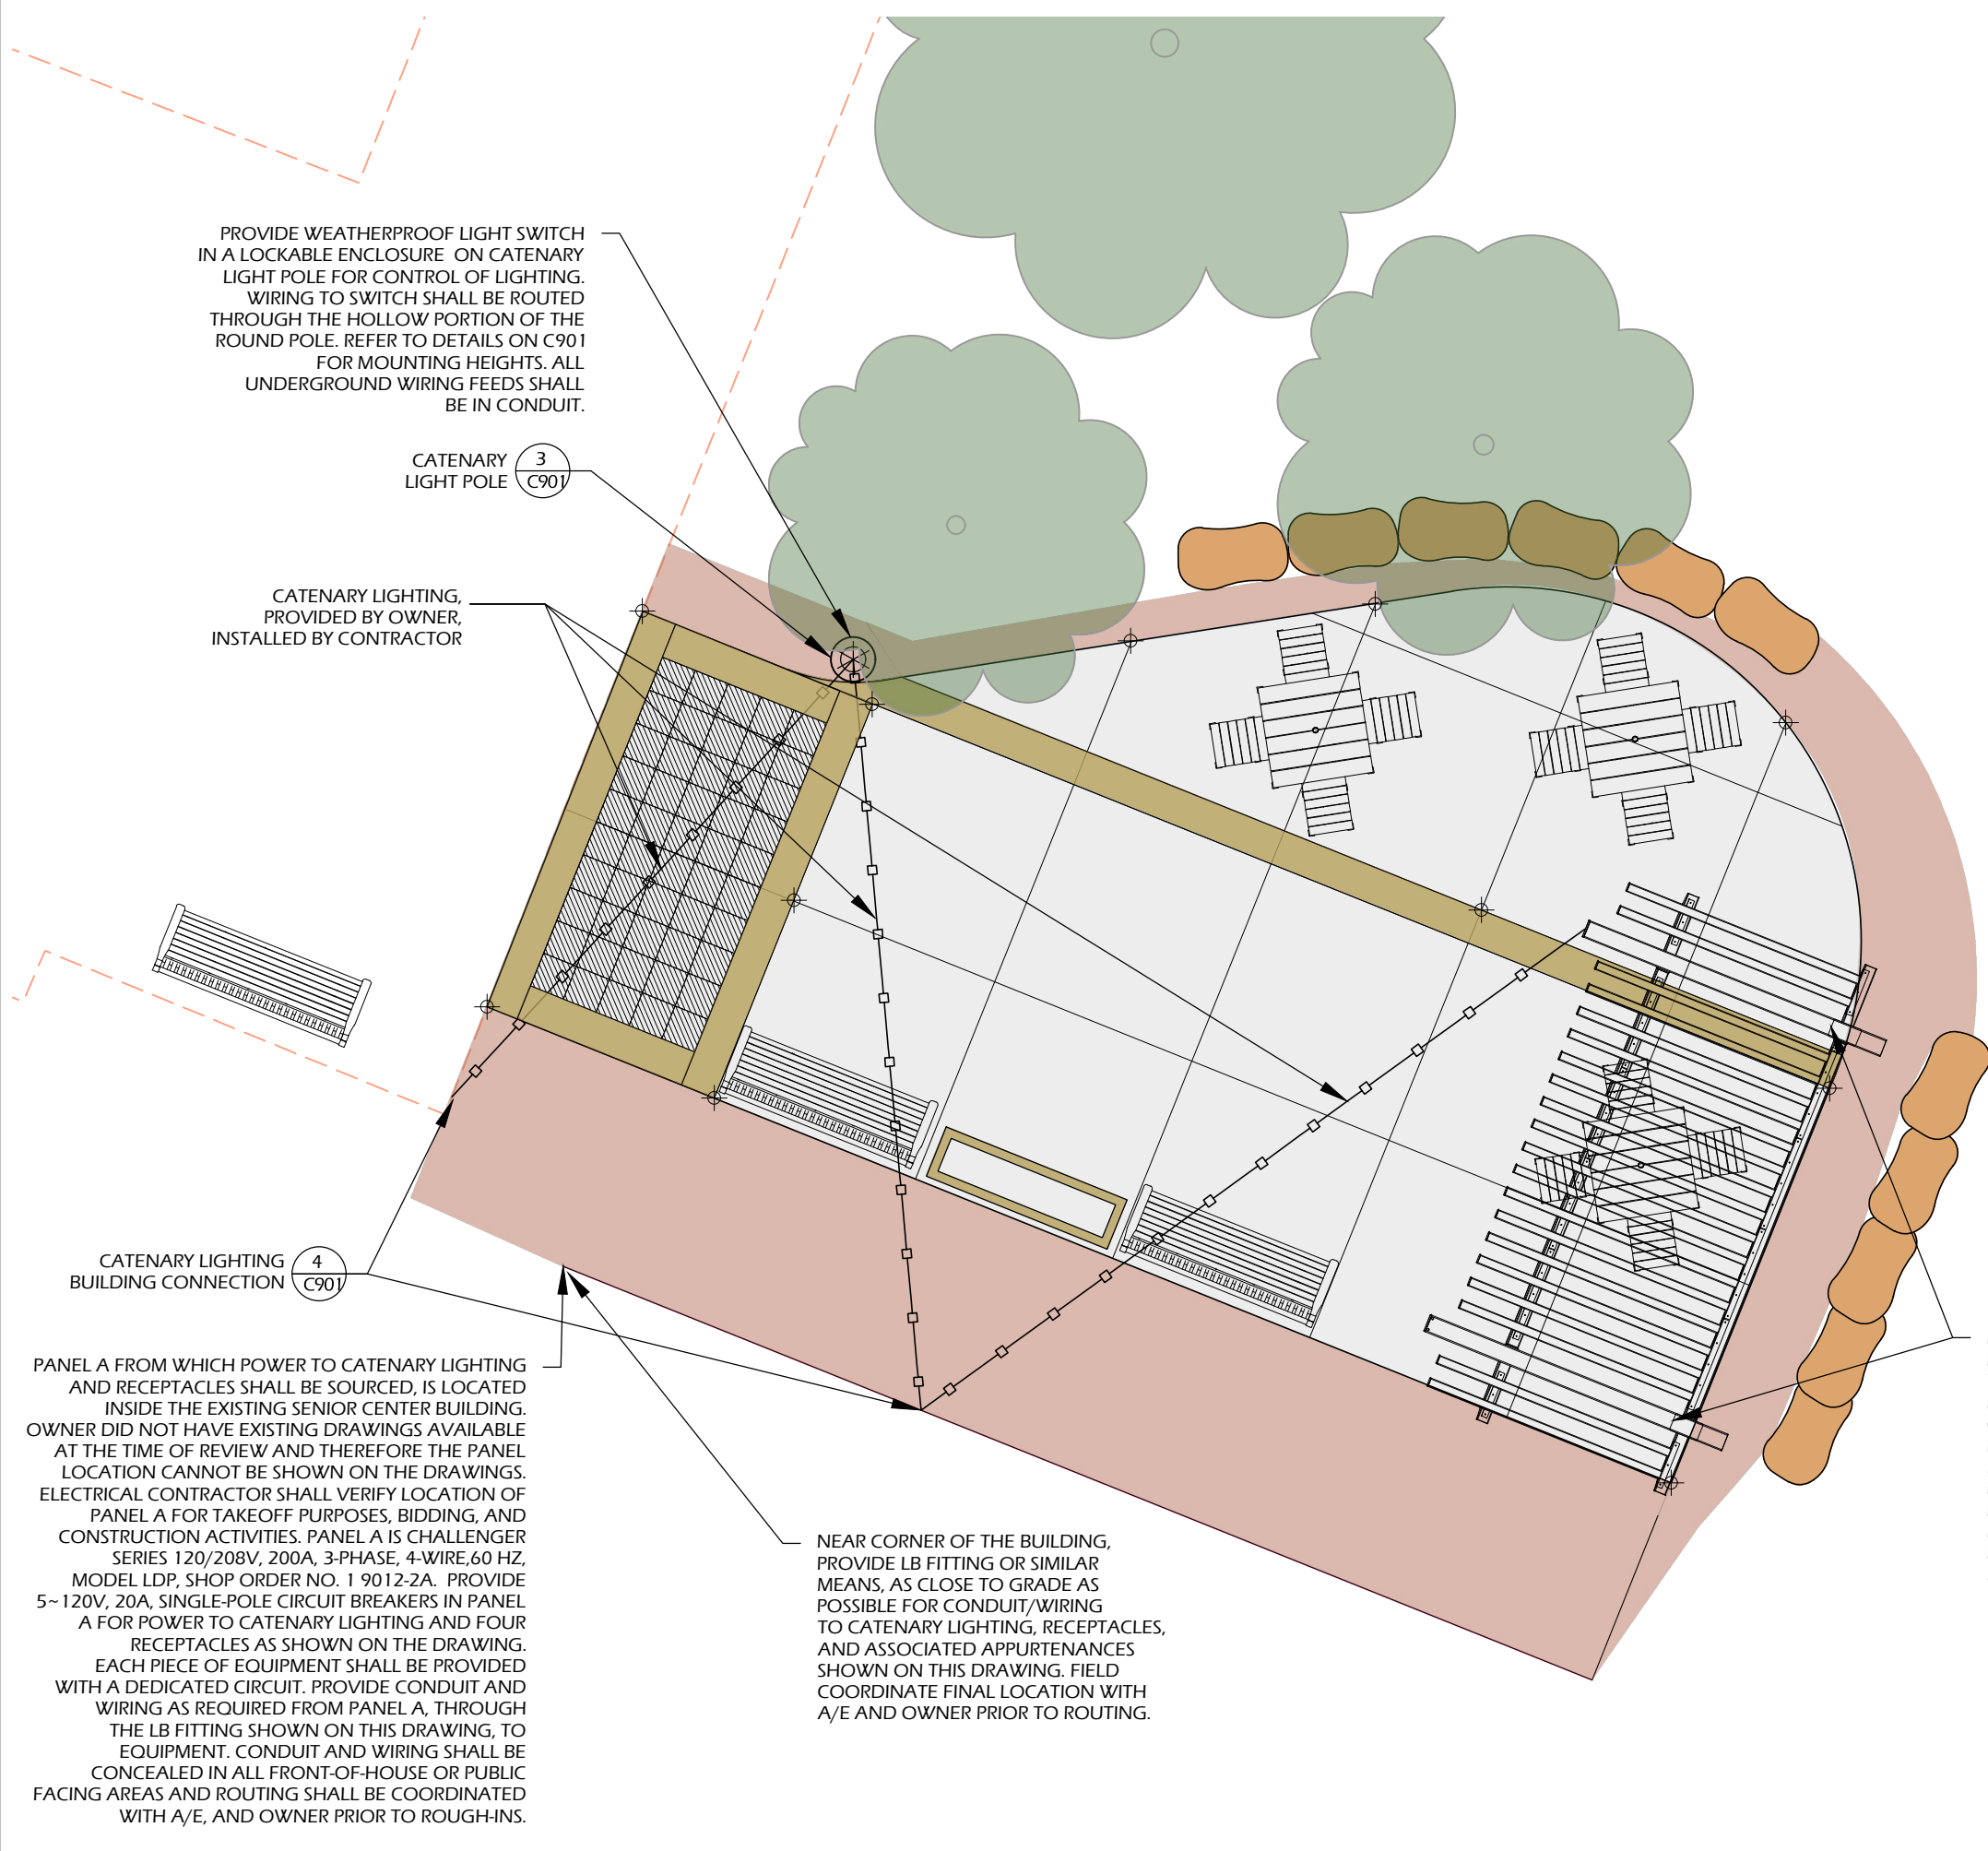 PROVIDE WEATHERPROOF LIGHT SWITCH
IN A LOCKABLE ENCLOSURE ON CATENARY
LIGHT POLE FOR CONTROL OF LIGHTING.
WIRING TO SWITCH SHALL BE ROUTED
THROUGH THE HOLLOW PORTION OF THE
ROUND POLE. REFER TO DETAILS ON C901
FOR MOUNTING HEIGHTS. ALL
UNDERGROUND WIRING FEEDS SHALL
BE IN CONDUIT.
CATENARY
LIGHT POLE
3
C901
CATENARY LIGHTING,
PROVIDED BY OWNER,
INSTALLED BY CONTRACTOR
CATENARY LIGHTING
BUILDING CONNECTION
4
C901
PANEL A FROM WHICH POWER TO CATENARY LIGHTING
AND RECEPTACLES SHALL BE SOURCED, IS LOCATED
INSIDE THE EXISTING SENIOR CENTER BUILDING.
OWNER DID NOT HAVE EXISTING DRAWINGS AVAILABLE
AT THE TIME OF REVIEW AND THEREFORE THE PANEL
LOCATION CANNOT BE SHOWN ON THE DRAWINGS.
ELECTRICAL CONTRACTOR SHALL VERIFY LOCATION OF
PANEL A FOR TAKEOFF PURPOSES, BIDDING, AND
CONSTRUCTION ACTIVITIES. PANEL A IS CHALLENGER
SERIES 120/208V, 200A, 3-PHASE, 4-WIRE,60 HZ,
MODEL LDP, SHOP ORDER NO. 1 9012-2A. PROVIDE
5~120V, 20A, SINGLE-POLE CIRCUIT BREAKERS IN PANEL
A FOR POWER TO CATENARY LIGHTING AND FOUR
RECEPTACLES AS SHOWN ON THE DRAWING.
EACH PIECE OF EQUIPMENT SHALL BE PROVIDED
WITH A DEDICATED CIRCUIT. PROVIDE CONDUIT AND
WIRING AS REQUIRED FROM PANEL A, THROUGH
THE LB FITTING SHOWN ON THIS DRAWING, TO
EQUIPMENT. CONDUIT AND WIRING SHALL BE
CONCEALED IN ALL FRONT-OF-HOUSE OR PUBLIC
FACING AREAS AND ROUTING SHALL BE COORDINATED
WITH A/E, AND OWNER PRIOR TO ROUGH-INS.
NEAR CORNER OF THE BUILDING,
PROVIDE LB FITTING OR SIMILAR
MEANS, AS CLOSE TO GRADE AS
POSSIBLE FOR CONDUIT/WIRING
TO CATENARY LIGHTING, RECEPTACLES,
AND ASSOCIATED APPURTENANCES
SHOWN ON THIS DRAWING. FIELD
COORDINATE FINAL LOCATION WITH
A/E AND OWNER PRIOR TO ROUTING.